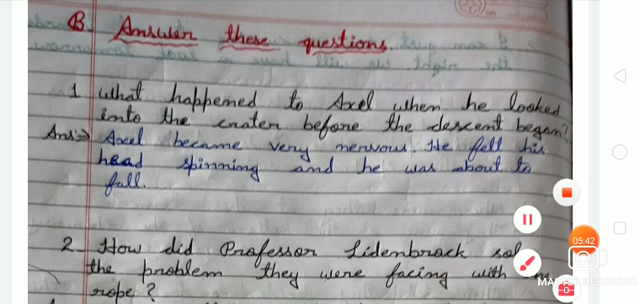 B. Answer these questions.
1 What happened to Axel when he looked
into the crater before the descent began?
Ans:→ Axel became very nervous. He felt his
head spinning and he was about to
fall.
2 How did Professor Lidenbrock
the problem they were facing with
rope?
05:42